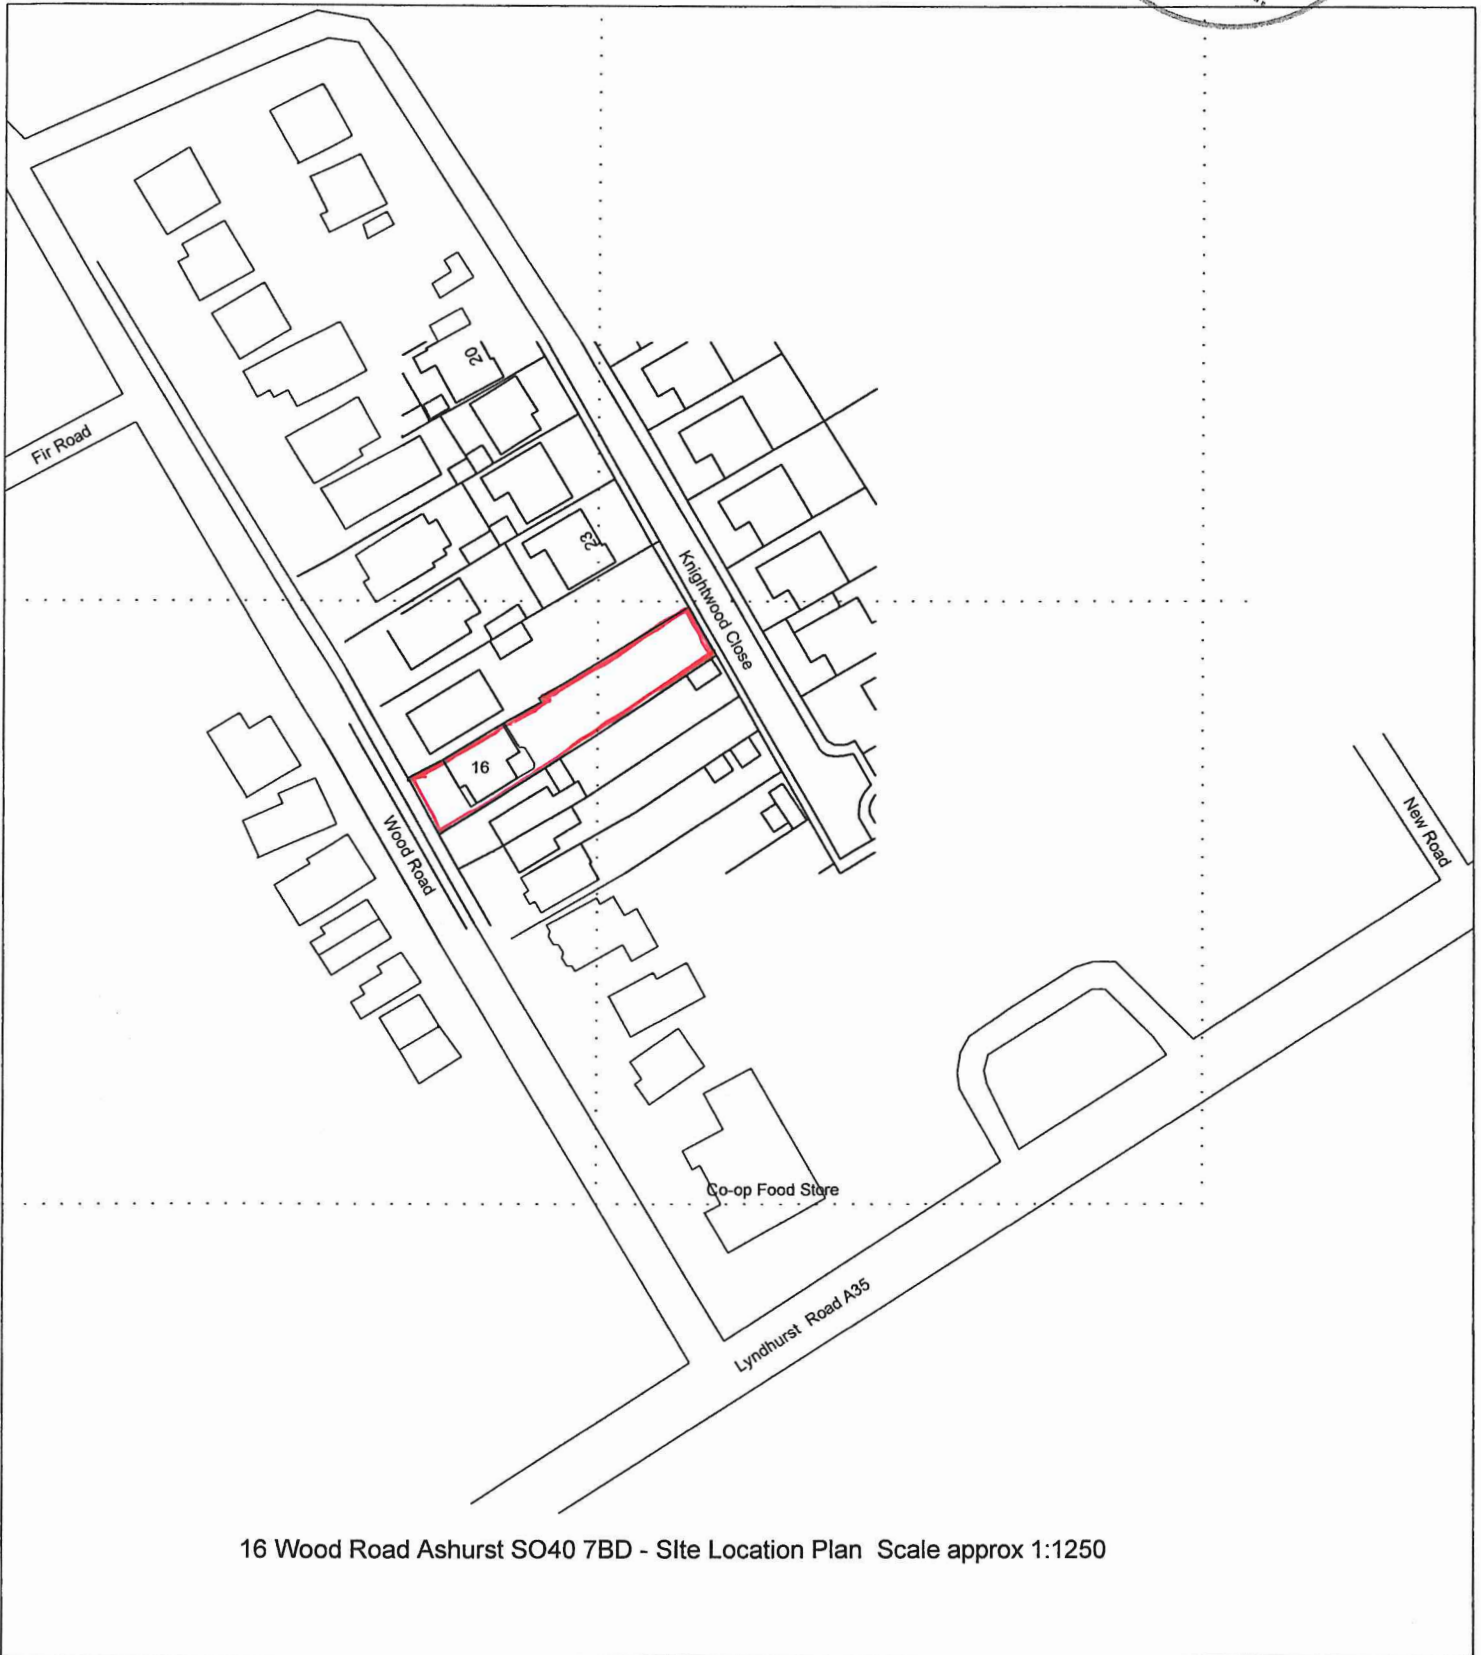 20
Fir Road
23
Knightwood Close
16
Wood Road
New Road
Co-op Food Store
Lyndhurst Road A35
16 Wood Road Ashurst SO40 7BD - SIte Location Plan Scale approx 1:1250